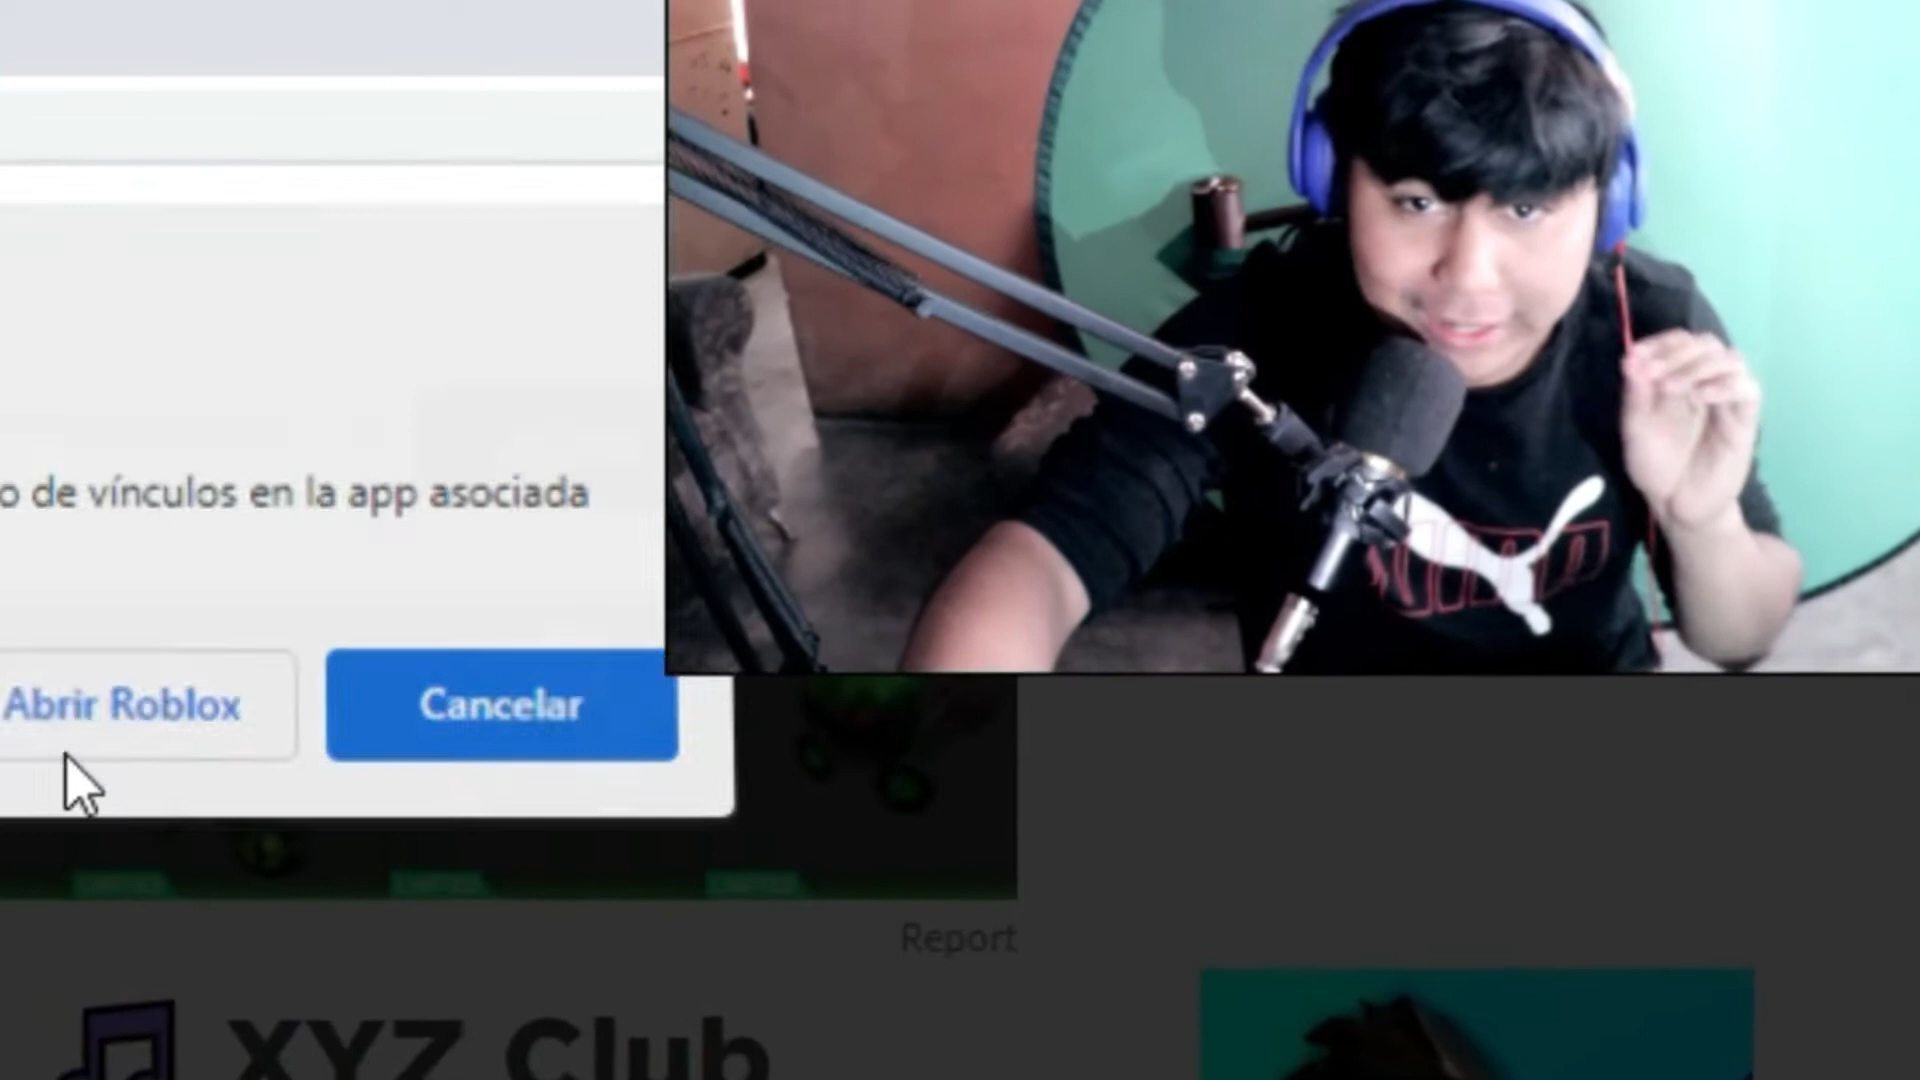 o de vínculos en la app asociada
Abrir Roblox
Cancelar
Report
XYZ Club